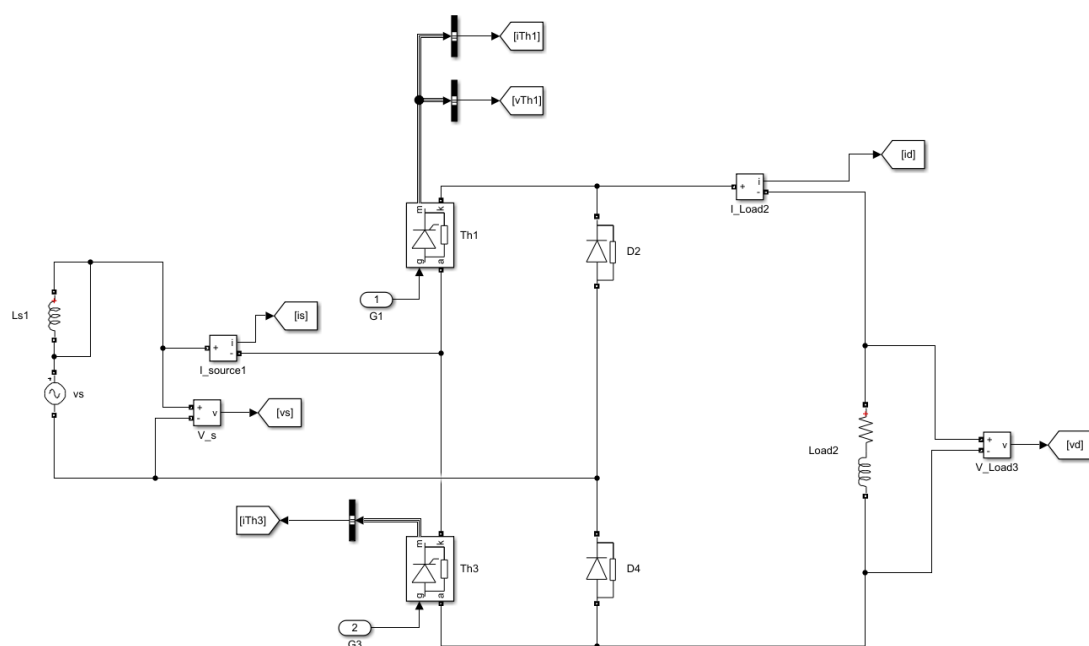 [iTh1]
[vTh1]
[id]
i
+
-
I_Load2
m
k
Th1
g
a
D2
1
G1
Ls1
[is]
+
i
-
I_source1
vs
+
-
v
V_s
[vs]
Load2
+
-
v
V_Load3
[vd]
[iTh3]
m
k
Th3
g
a
D4
2
G3